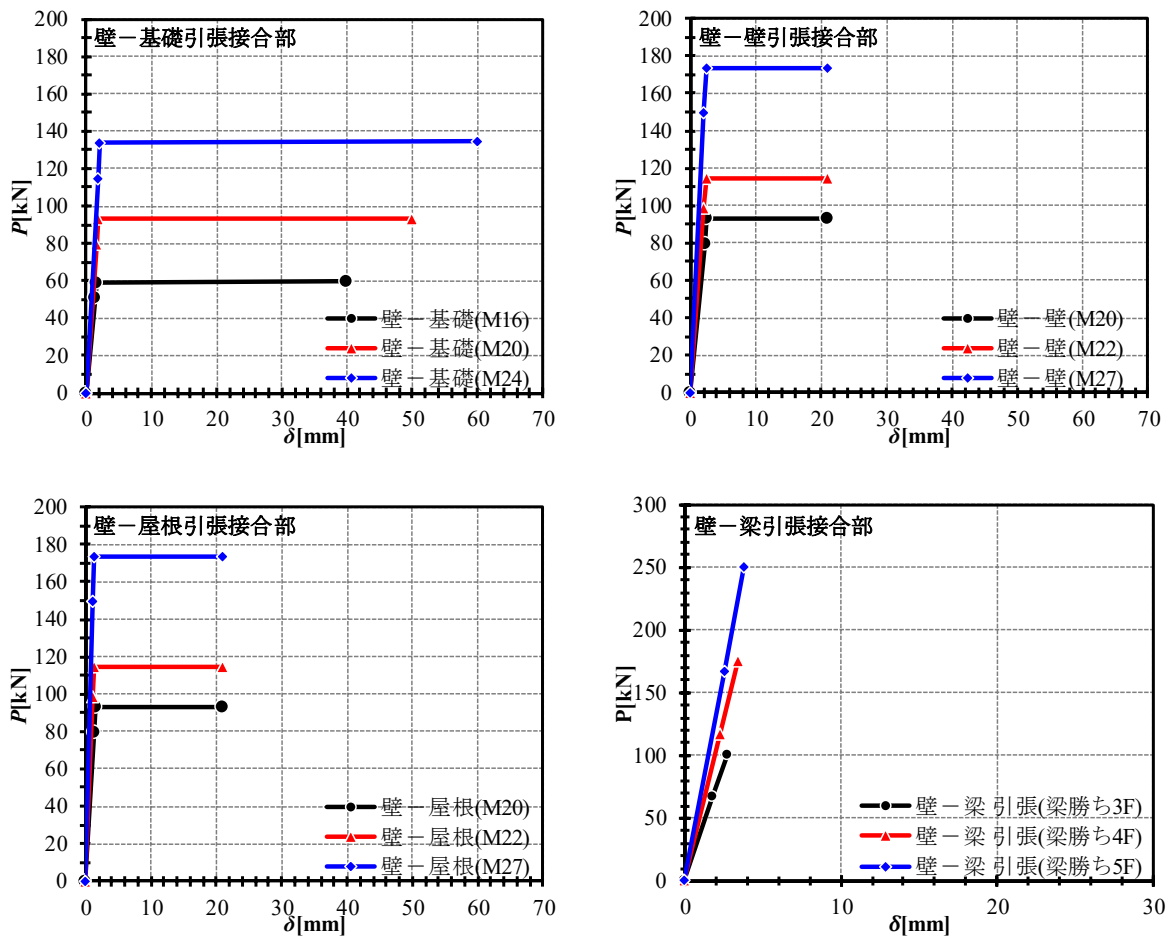 壁－基礎引張接合部
200
180
160
140
120
100
80
60
40
20
0
P[kN]
壁－基礎(M16)
壁－基礎(M20)
壁－基礎(M24)
0 10 20 30 40 50 60 70
δ[mm]
壁－壁引張接合部
200
180
160
140
120
100
80
60
40
20
0
P[kN]
壁－壁(M20)
壁－壁(M22)
壁－壁(M27)
0 10 20 30 40 50 60 70
δ[mm]
壁－屋根引張接合部
200
180
160
140
120
100
80
60
40
20
0
P[kN]
壁－屋根(M20)
壁－屋根(M22)
壁－屋根(M27)
0 10 20 30 40 50 60 70
δ[mm]
壁－梁引張接合部
300
250
200
150
100
50
0
P[kN]
壁－梁 引張(梁勝ち3F)
壁－梁 引張(梁勝ち4F)
壁－梁 引張(梁勝ち5F)
0 10 20 30
δ[mm]